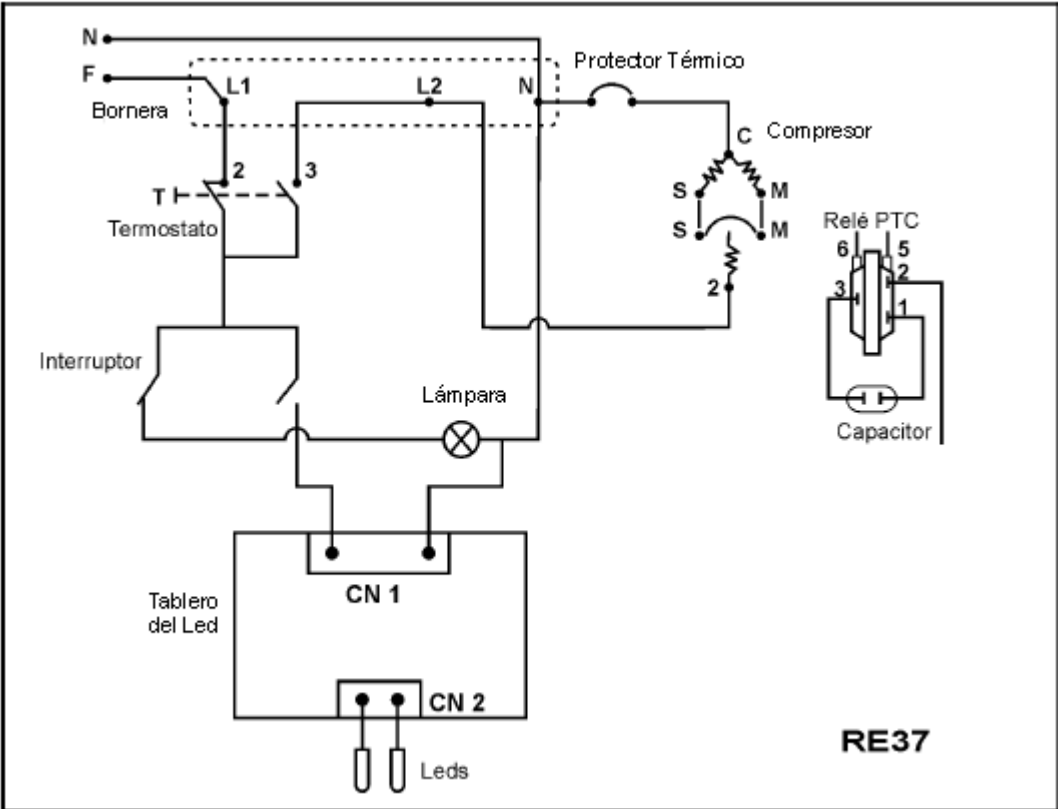 N
F
L1
L2
N
Protector Térmico
Bornera
C
Compresor
2
3
T
Termostato
S
M
S
M
2
Relé PTC
6
5
2
3
1
Capacitor
Interruptor
Lámpara
CN 1
Tablero
del Led
CN 2
Leds
RE37